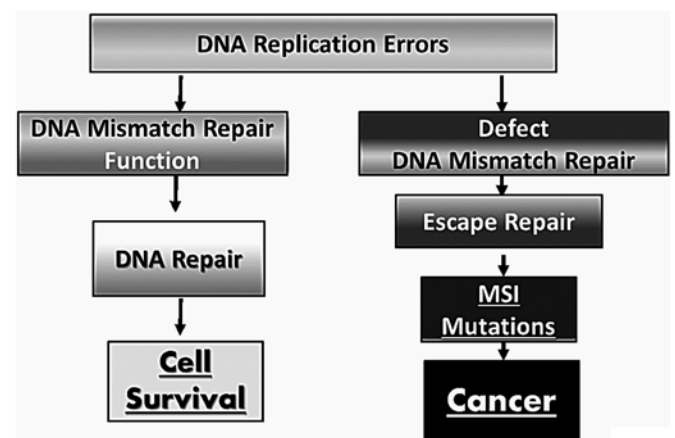 DNA Replication Errors
DNA Mismatch Repair
Function
DNA Repair
Cell
Survival
Defect
DNA Mismatch Repair
Escape Repair
MSI
Mutations
Cancer